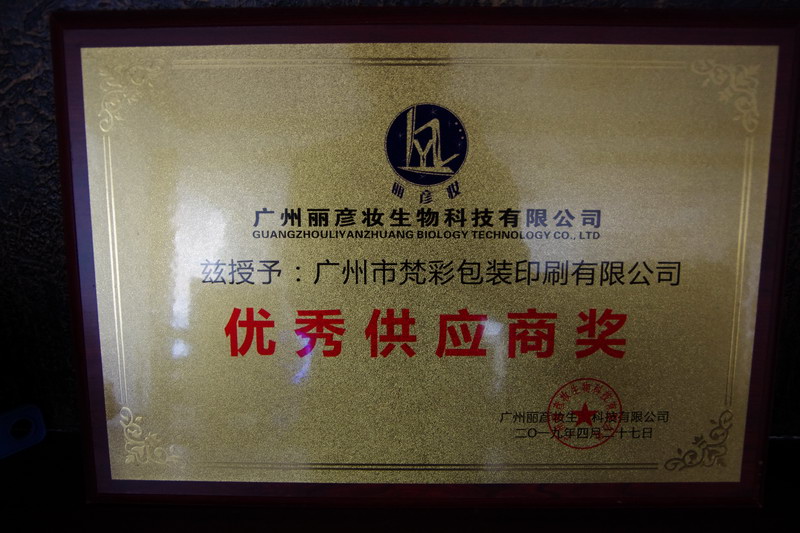 丽彦妆
广州丽彦妆生物科技有限公司
GUANGZHOULIYANZHUANG BIOLOGY TECHNOLOGY CO., LTD
兹授予：广州市梵彩包装印刷有限公司
优秀供应商奖
广州丽彦妆生物科技有限公司
二〇一九年四月二十七日